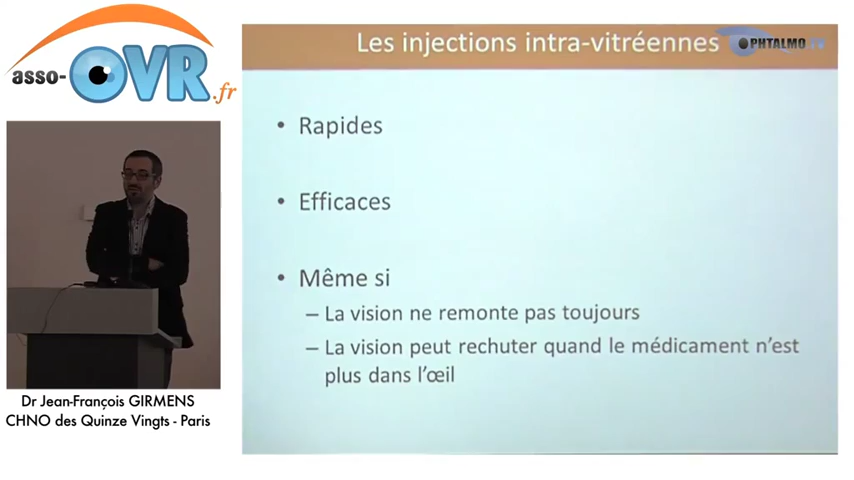 asso-OVR.fr
Les injections intra-vitréennes
OPHTALMO.TV
• Rapides
• Efficaces
• Même si
– La vision ne remonte pas toujours
– La vision peut rechuter quand le médicament n'est
plus dans l'œil
Dr Jean-François GIRMENS
CHNO des Quinze Vingts - Paris